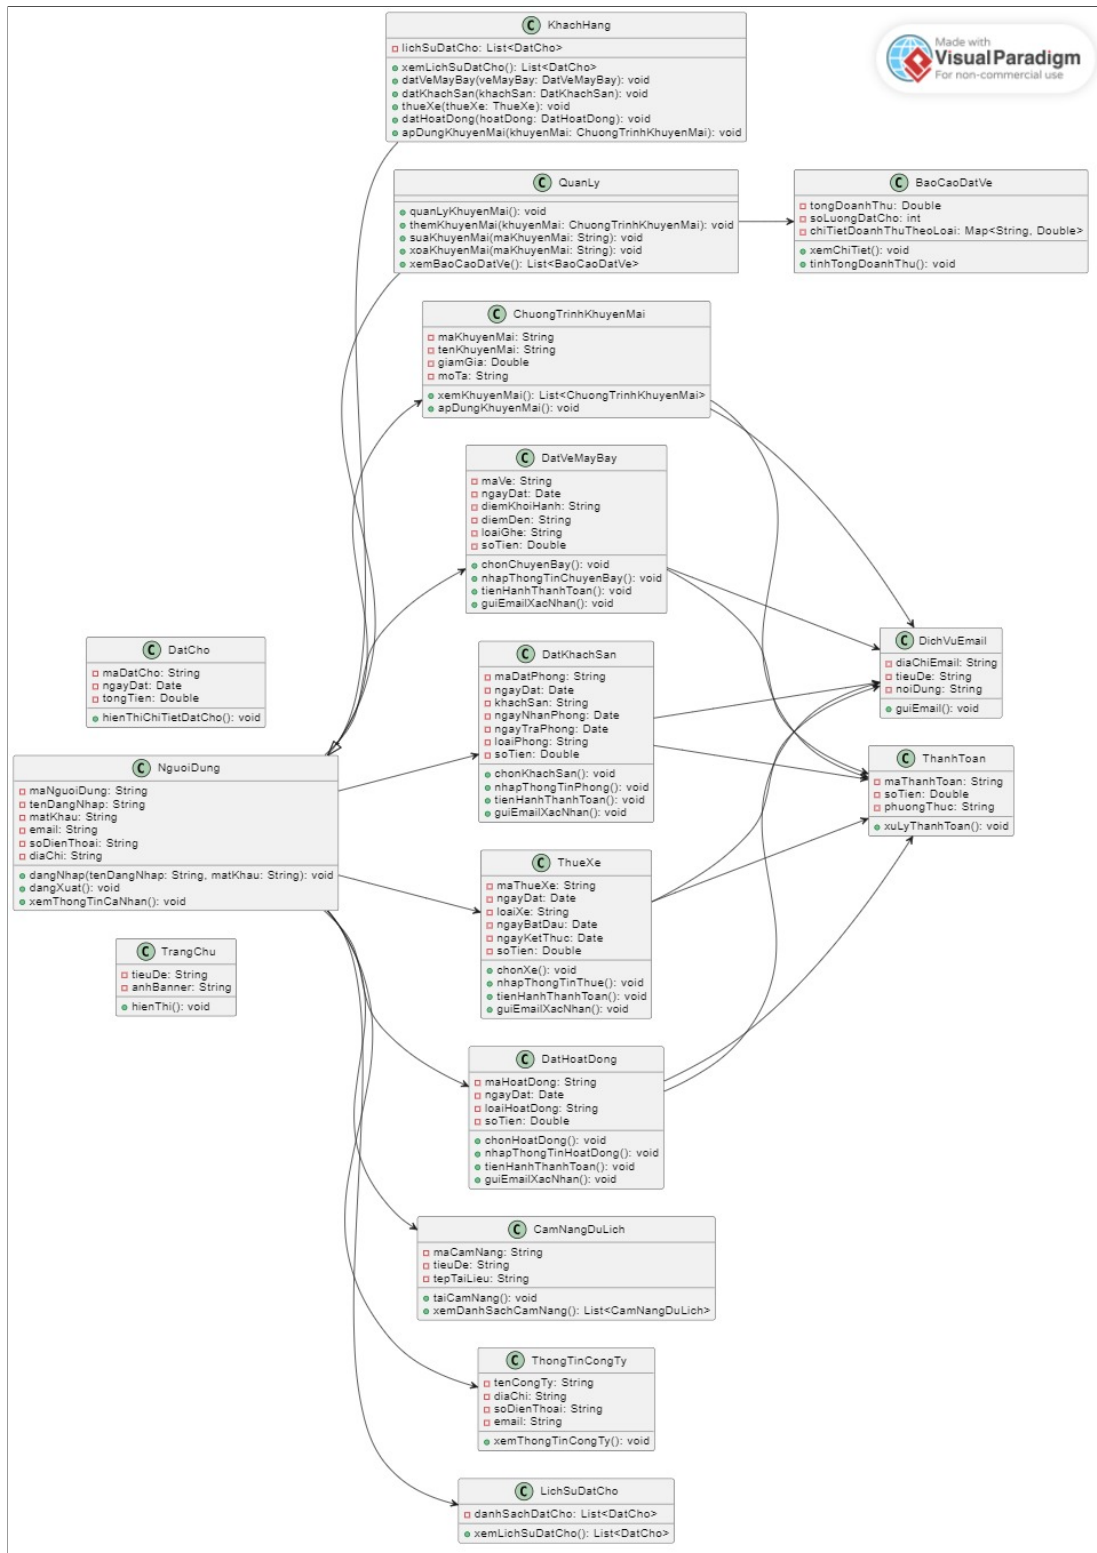 C KhachHang
lichSuDatCho: List<DatCho>
xemLichSuDatCho(): List<DatCho>
datVeMayBay(veMayBay: DatVeMayBay): void
datKhachSan(khachSan: DatKhachSan): void
thueXe(thueXe: ThueXe): void
datHoatDong(hoatDong: DatHoatDong): void
apDungKhuyenMai(khuyenMai: ChuongTrinhKhuyenMai): void
Made with
VisualParadigm
For non-commercial use
C QuanLy
quanLyKhuyenMai(): void
themKhuyenMai(khuyenMai: ChuongTrinhKhuyenMai): void
suaKhuyenMai(maKhuyenMai: String): void
xoaKhuyenMai(maKhuyenMai: String): void
xemBaoCaoDatVe(): List<BaoCaoDatVe>
C BaoCaoDatVe
tongDoanhThu: Double
soLuongDatCho: int
chiTietDoanhThuTheoLoai: Map<String, Double>
xemChiTiet(): void
tinhTongDoanhThu(): void
C ChuongTrinhKhuyenMai
maKhuyenMai: String
tenKhuyenMai: String
giamGia: Double
moTa: String
xemKhuyenMai(): List<ChuongTrinhKhuyenMai>
apDungKhuyenMai(): void
C DatVeMayBay
maVe: String
ngayDat: Date
diemKhoiHanh: String
diemDen: String
loaiGhe: String
soTien: Double
chonChuyenBay(): void
nhapThongTinChuyenBay(): void
tienHanhThanhToan(): void
guiEmailXacNhan(): void
C DatCho
maDatCho: String
ngayDat: Date
tongTien: Double
hienThiChiTietDatCho(): void
C DatKhachSan
maDatPhong: String
ngayDat: Date
khachSan: String
ngayNhanPhong: Date
ngayTraPhong: Date
loaiPhong: String
soTien: Double
chonKhachSan(): void
nhapThongTinPhong(): void
tienHanhThanhToan(): void
guiEmailXacNhan(): void
C DichVuEmail
diaChiEmail: String
tieuDe: String
noiDung: String
guiEmail(): void
C NguoiDung
maNguoiDung: String
tenDangNhap: String
matKhau: String
email: String
soDienThoai: String
diaChi: String
dangNhap(tenDangNhap: String, matKhau: String): void
dangXuat(): void
xemThongTinCaNhan(): void
C ThanhToan
maThanhToan: String
soTien: Double
phuongThuc: String
xuLyThanhToan(): void
C ThueXe
maThueXe: String
ngayDat: Date
loaiXe: String
ngayBatDau: Date
ngayKetThuc: Date
soTien: Double
chonXe(): void
nhapThongTinThue(): void
tienHanhThanhToan(): void
guiEmailXacNhan(): void
C TrangChu
tieuDe: String
anhBanner: String
hienThi(): void
C DatHoatDong
maHoatDong: String
ngayDat: Date
loaiHoatDong: String
soTien: Double
chonHoatDong(): void
nhapThongTinHoatDong(): void
tienHanhThanhToan(): void
guiEmailXacNhan(): void
C CamNangDuLich
maCamNang: String
tieuDe: String
tepTaiLieu: String
taiCamNang(): void
xemDanhSachCamNang(): List<CamNangDuLich>
C ThongTinCongTy
tenCongTy: String
diaChi: String
soDienThoai: String
email: String
xemThongTinCongTy(): void
C LichSuDatCho
danhSachDatCho: List<DatCho>
xemLichSuDatCho(): List<DatCho>